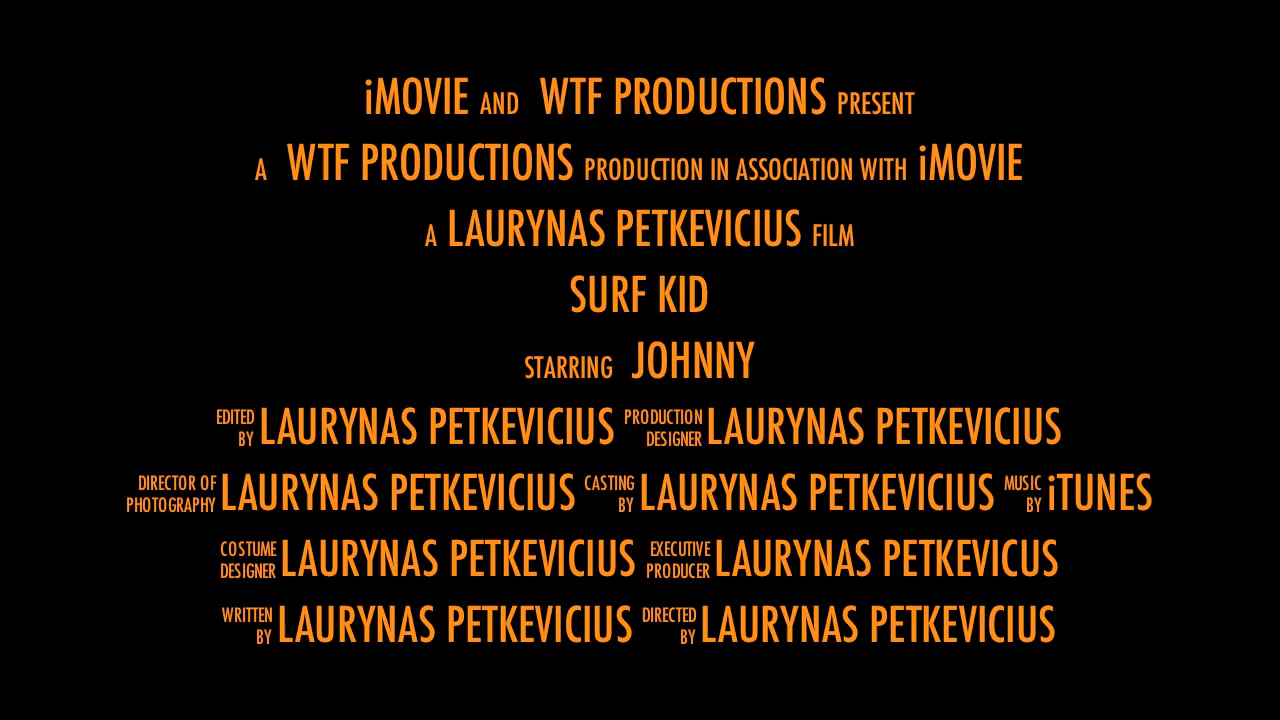 iMOVIE AND WTF PRODUCTIONS PRESENT
A WTF PRODUCTIONS PRODUCTION IN ASSOCIATION WITH iMOVIE
A LAURYNAS PETKEVICIUS FILM
SURF KID
STARRING JOHNNY
EDITED BY LAURYNAS PETKEVICIUS PRODUCTION DESIGNER LAURYNAS PETKEVICIUS
DIRECTOR OF PHOTOGRAPHY LAURYNAS PETKEVICIUS CASTING BY LAURYNAS PETKEVICIUS MUSIC BY iTUNES
COSTUME DESIGNER LAURYNAS PETKEVICIUS EXECUTIVE PRODUCER LAURYNAS PETKEVICUS
WRITTEN BY LAURYNAS PETKEVICIUS DIRECTED BY LAURYNAS PETKEVICIUS